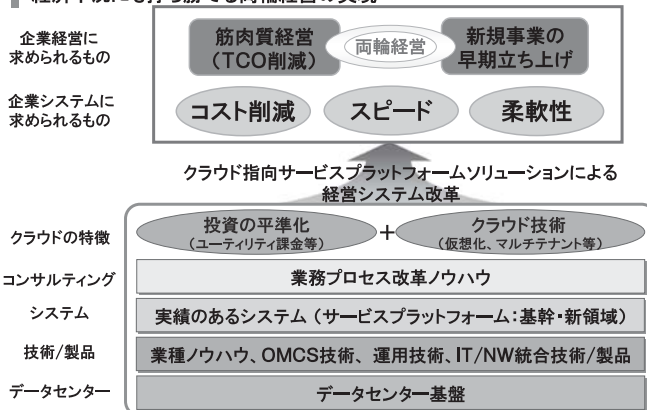 企業経営に
求められるもの
筋肉質経営
(TCO削減)
両輪経営
新規事業の
早期立ち上げ
企業システムに
求められるもの
コスト削減
スピード
柔軟性
クラウド指向サービスプラットフォームソリューションによる
経営システム改革
クラウドの特徴
投資の平準化
(ユーティリティ課金等)
+
クラウド技術
(仮想化、マルチテナント等)
コンサルティング
業務プロセス改革ノウハウ
システム
実績のあるシステム(サービスプラットフォーム:基幹・新領域)
技術/製品
業種ノウハウ、OMCS技術、運用技術、IT/NW統合技術/製品
データセンター
データセンター基盤